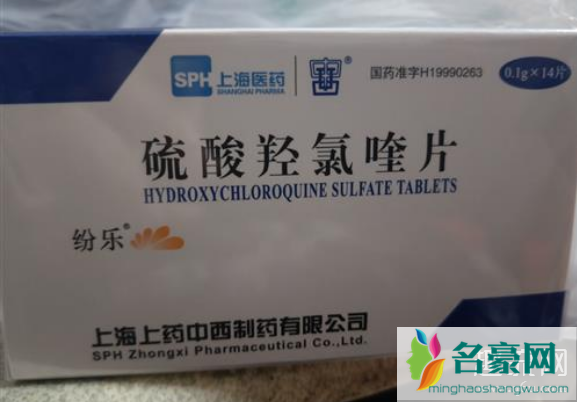 SPH 上海医药
SHANGHAI PHARMA
国药准字H19990263
0.1g×14片
硫酸羟氯喹片
HYDROXYCHLOROQUINE SULFATE TABLETS
纷乐®
上海上药中西制药有限公司
SPH Zhongxi Pharmaceutical Co.,Ltd.
名豪网
minghaoshangwu.com